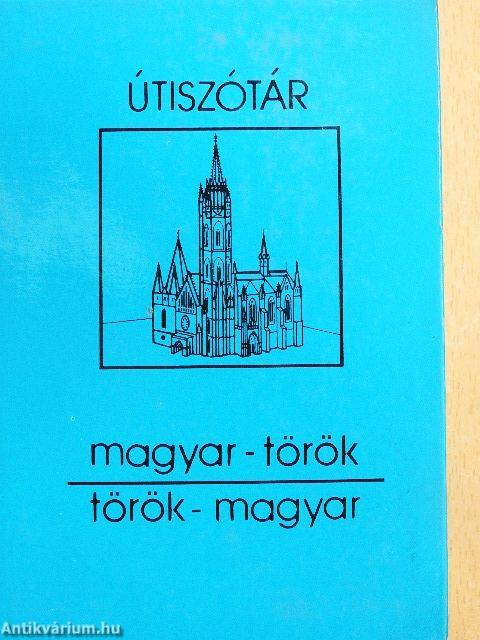 ÚTISZÓTÁR
magyar - török
török - magyar
Antikvárium.hu